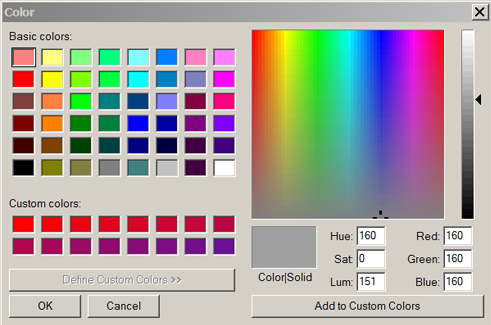 Color
Basic colors:
Custom colors:
Define Custom Colors >>
OK Cancel
Color|Solid
Hue: 160 Red: 160
Sat: 0 Green: 160
Lum: 151 Blue: 160
Add to Custom Colors